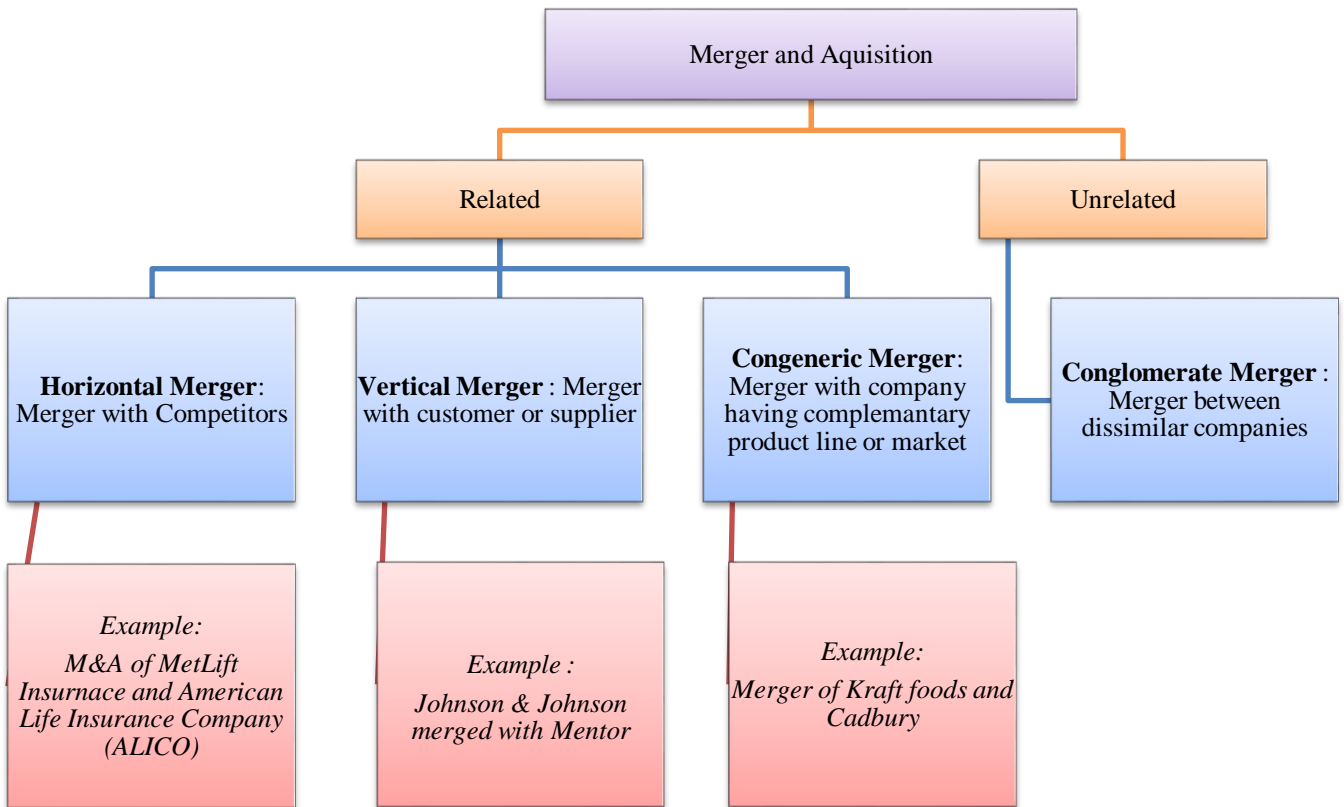 Merger and Aquisition
Related
Unrelated
Horizontal Merger:
Merger with Competitors
Vertical Merger : Merger
with customer or supplier
Congeneric Merger:
Merger with company
having complemantary
product line or market
Conglomerate Merger :
Merger between
dissimilar companies
Example:
M&A of MetLift
Insurnace and American
Life Insurance Company
(ALICO)
Example :
Johnson & Johnson
merged with Mentor
Example:
Merger of Kraft foods and
Cadbury